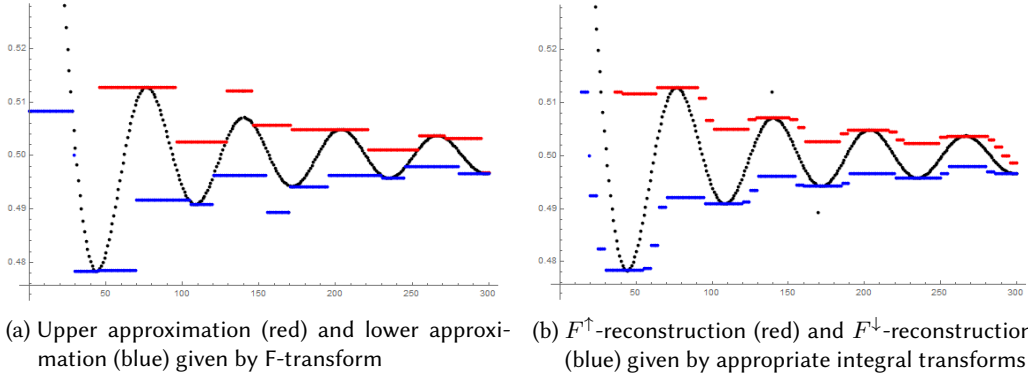 0.52
0.51
0.50
0.49
0.48
50 100 150 200 250 300
0.52
0.51
0.50
0.49
0.48
50 100 150 200 250 300
(a) Upper approximation (red) and lower approxi-
mation (blue) given by F-transform
(b) F↑-reconstruction (red) and F↓-reconstruction
(blue) given by appropriate integral transforms